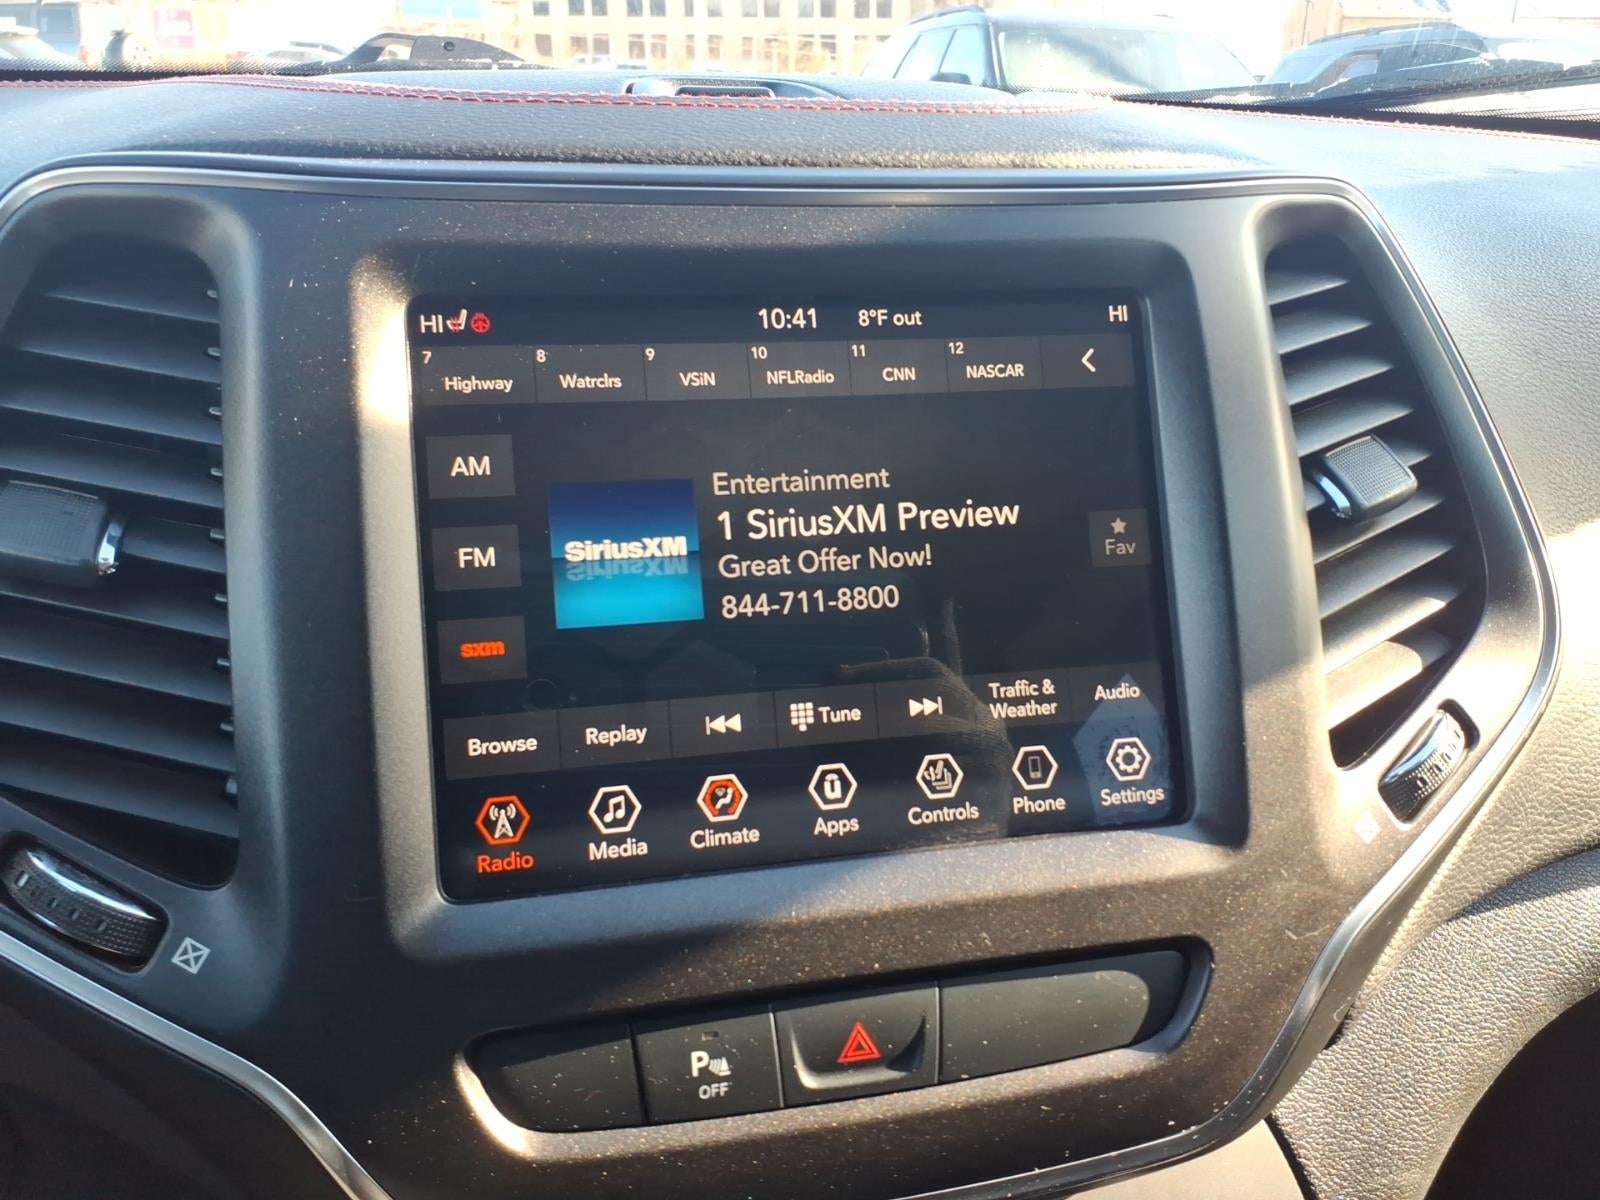 HI 10:41 8°F out HI
7 Highway 8 Watrclrs 9 VSiN 10 NFLRadio 11 CNN 12 NASCAR
AM
FM
sxm
SiriusXM
Entertainment
1 SiriusXM Preview
Great Offer Now!
844-711-8800
Fav
Browse Replay Tune Traffic & Weather Audio
Radio Media Climate Apps Controls Phone Settings
P OFF